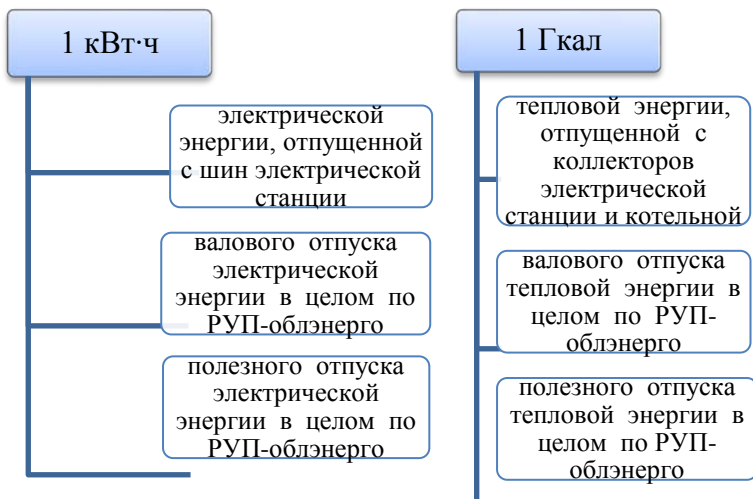 1 кВт·ч
электрической
энергии, отпущенной
с шин электрической
станции
валового отпуска
электрической
энергии в целом по
РУП-облэнерго
полезного отпуска
электрической
энергии в целом по
РУП-облэнерго
1 Гкал
тепловой энергии,
отпущенной с
коллекторов
электрической
станции и котельной
валового отпуска
тепловой энергии в
целом по РУП-
облэнерго
полезного отпуска
тепловой энергии в
целом по РУП-
облэнерго